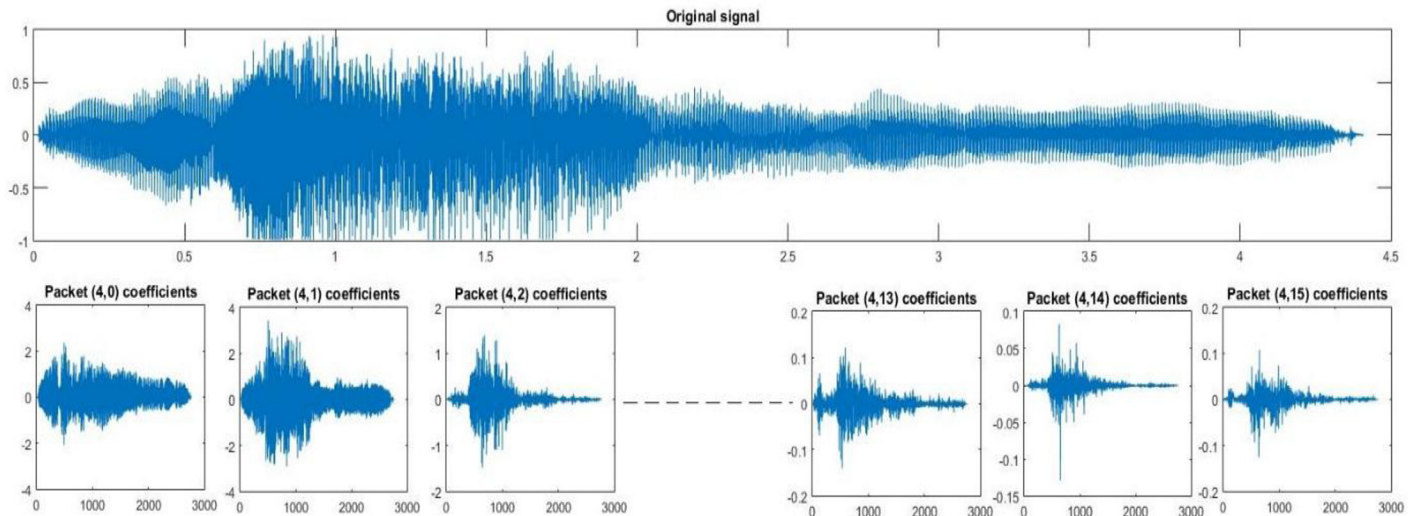 Original signal
1
0.5
0
-0.5
-1
0 0.5 1 1.5 2 2.5 3 3.5 4 4.5
Packet (4,0) coefficients
4
2
0
-2
-4
0 1000 2000 3000
Packet (4,1) coefficients
4
2
0
-2
-4
0 1000 2000 3000
Packet (4,2) coefficients
2
1
0
-1
-2
0 1000 2000 3000
Packet (4,13) coefficients
0.2
0.1
0
-0.1
-0.2
0 1000 2000 3000
Packet (4,14) coefficients
0.1
0.05
0
-0.05
-0.1
-0.15
0 1000 2000 3000
Packet (4,15) coefficients
0.2
0.1
0
-0.1
-0.2
0 1000 2000 3000